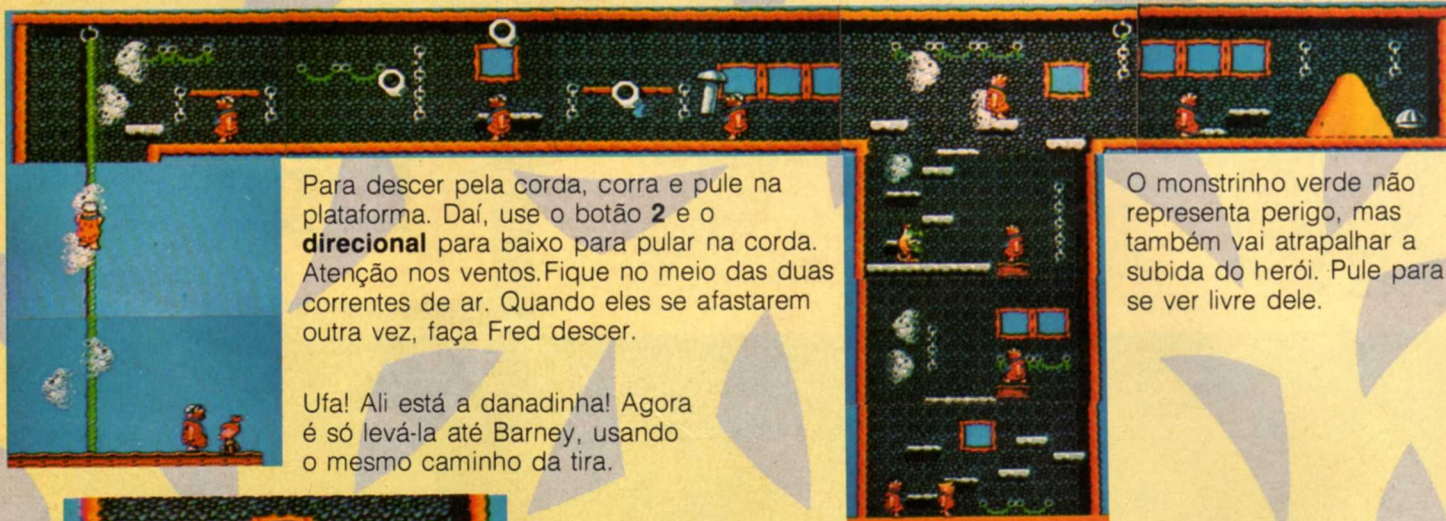 Para descer pela corda, corra e pule na
plataforma. Daí, use o botão 2 e o
direcional para baixo para pular na corda.
Atenção nos ventos.Fique no meio das duas
correntes de ar. Quando eles se afastarem
outra vez, faça Fred descer.
Ufa! Ali está a danadinha! Agora
é só levá-la até Barney, usando
o mesmo caminho da tira.
O monstrinho verde não
representa perigo, mas
também vai atrapalhar a
subida do herói. Pule para
se ver livre dele.